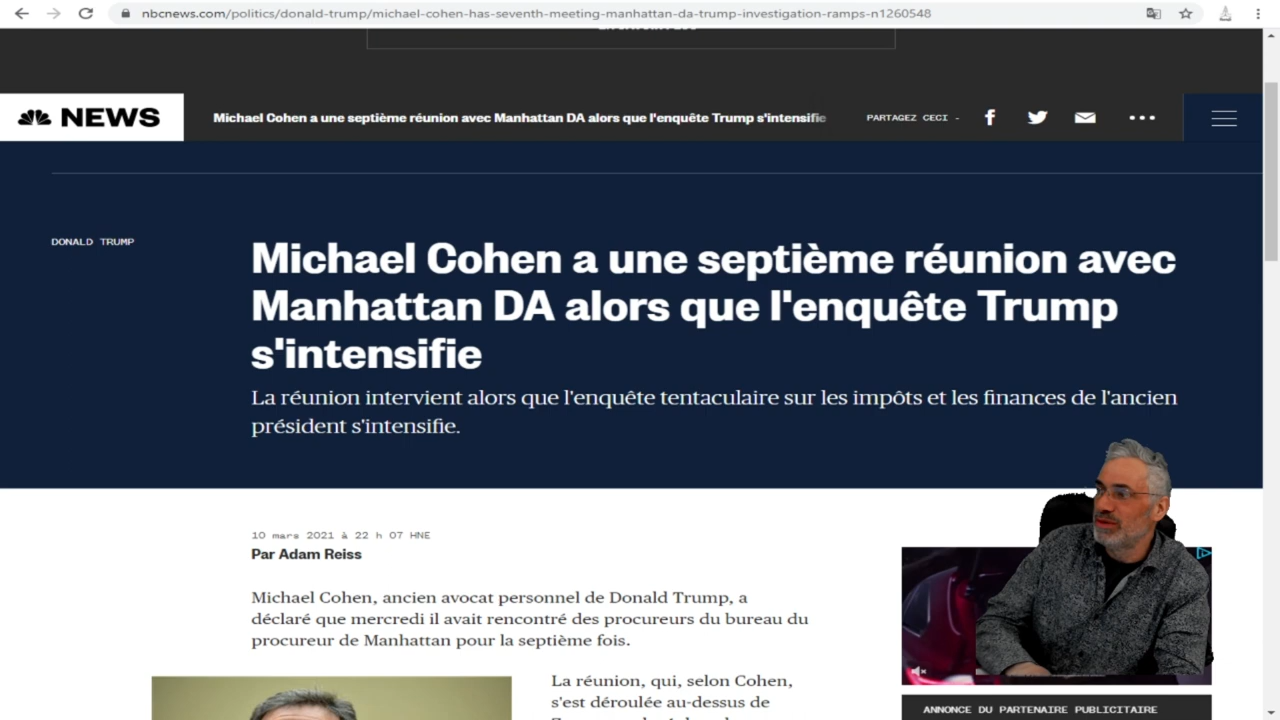 nbcnews.com/politics/donald-trump/michael-cohen-has-seventh-meeting-manhattan-da-trump-investigation-ramps-n1260548
NEWS
Michael Cohen a une septième réunion avec Manhattan DA alors que l'enquête Trump s'intensifie
PARTAGEZ CECI -
DONALD TRUMP
Michael Cohen a une septième réunion avec
Manhattan DA alors que l'enquête Trump
s'intensifie
La réunion intervient alors que l'enquête tentaculaire sur les impôts et les finances de l'ancien
président s'intensifie.
10 mars 2021 à 22 h 07 HNE
Par Adam Reiss
Michael Cohen, ancien avocat personnel de Donald Trump, a
déclaré que mercredi il avait rencontré des procureurs du bureau du
procureur de Manhattan pour la septième fois.
La réunion, qui, selon Cohen,
s'est déroulée au-dessus de
ANNONCE DU PARTENAIRE PUBLICITAIRE